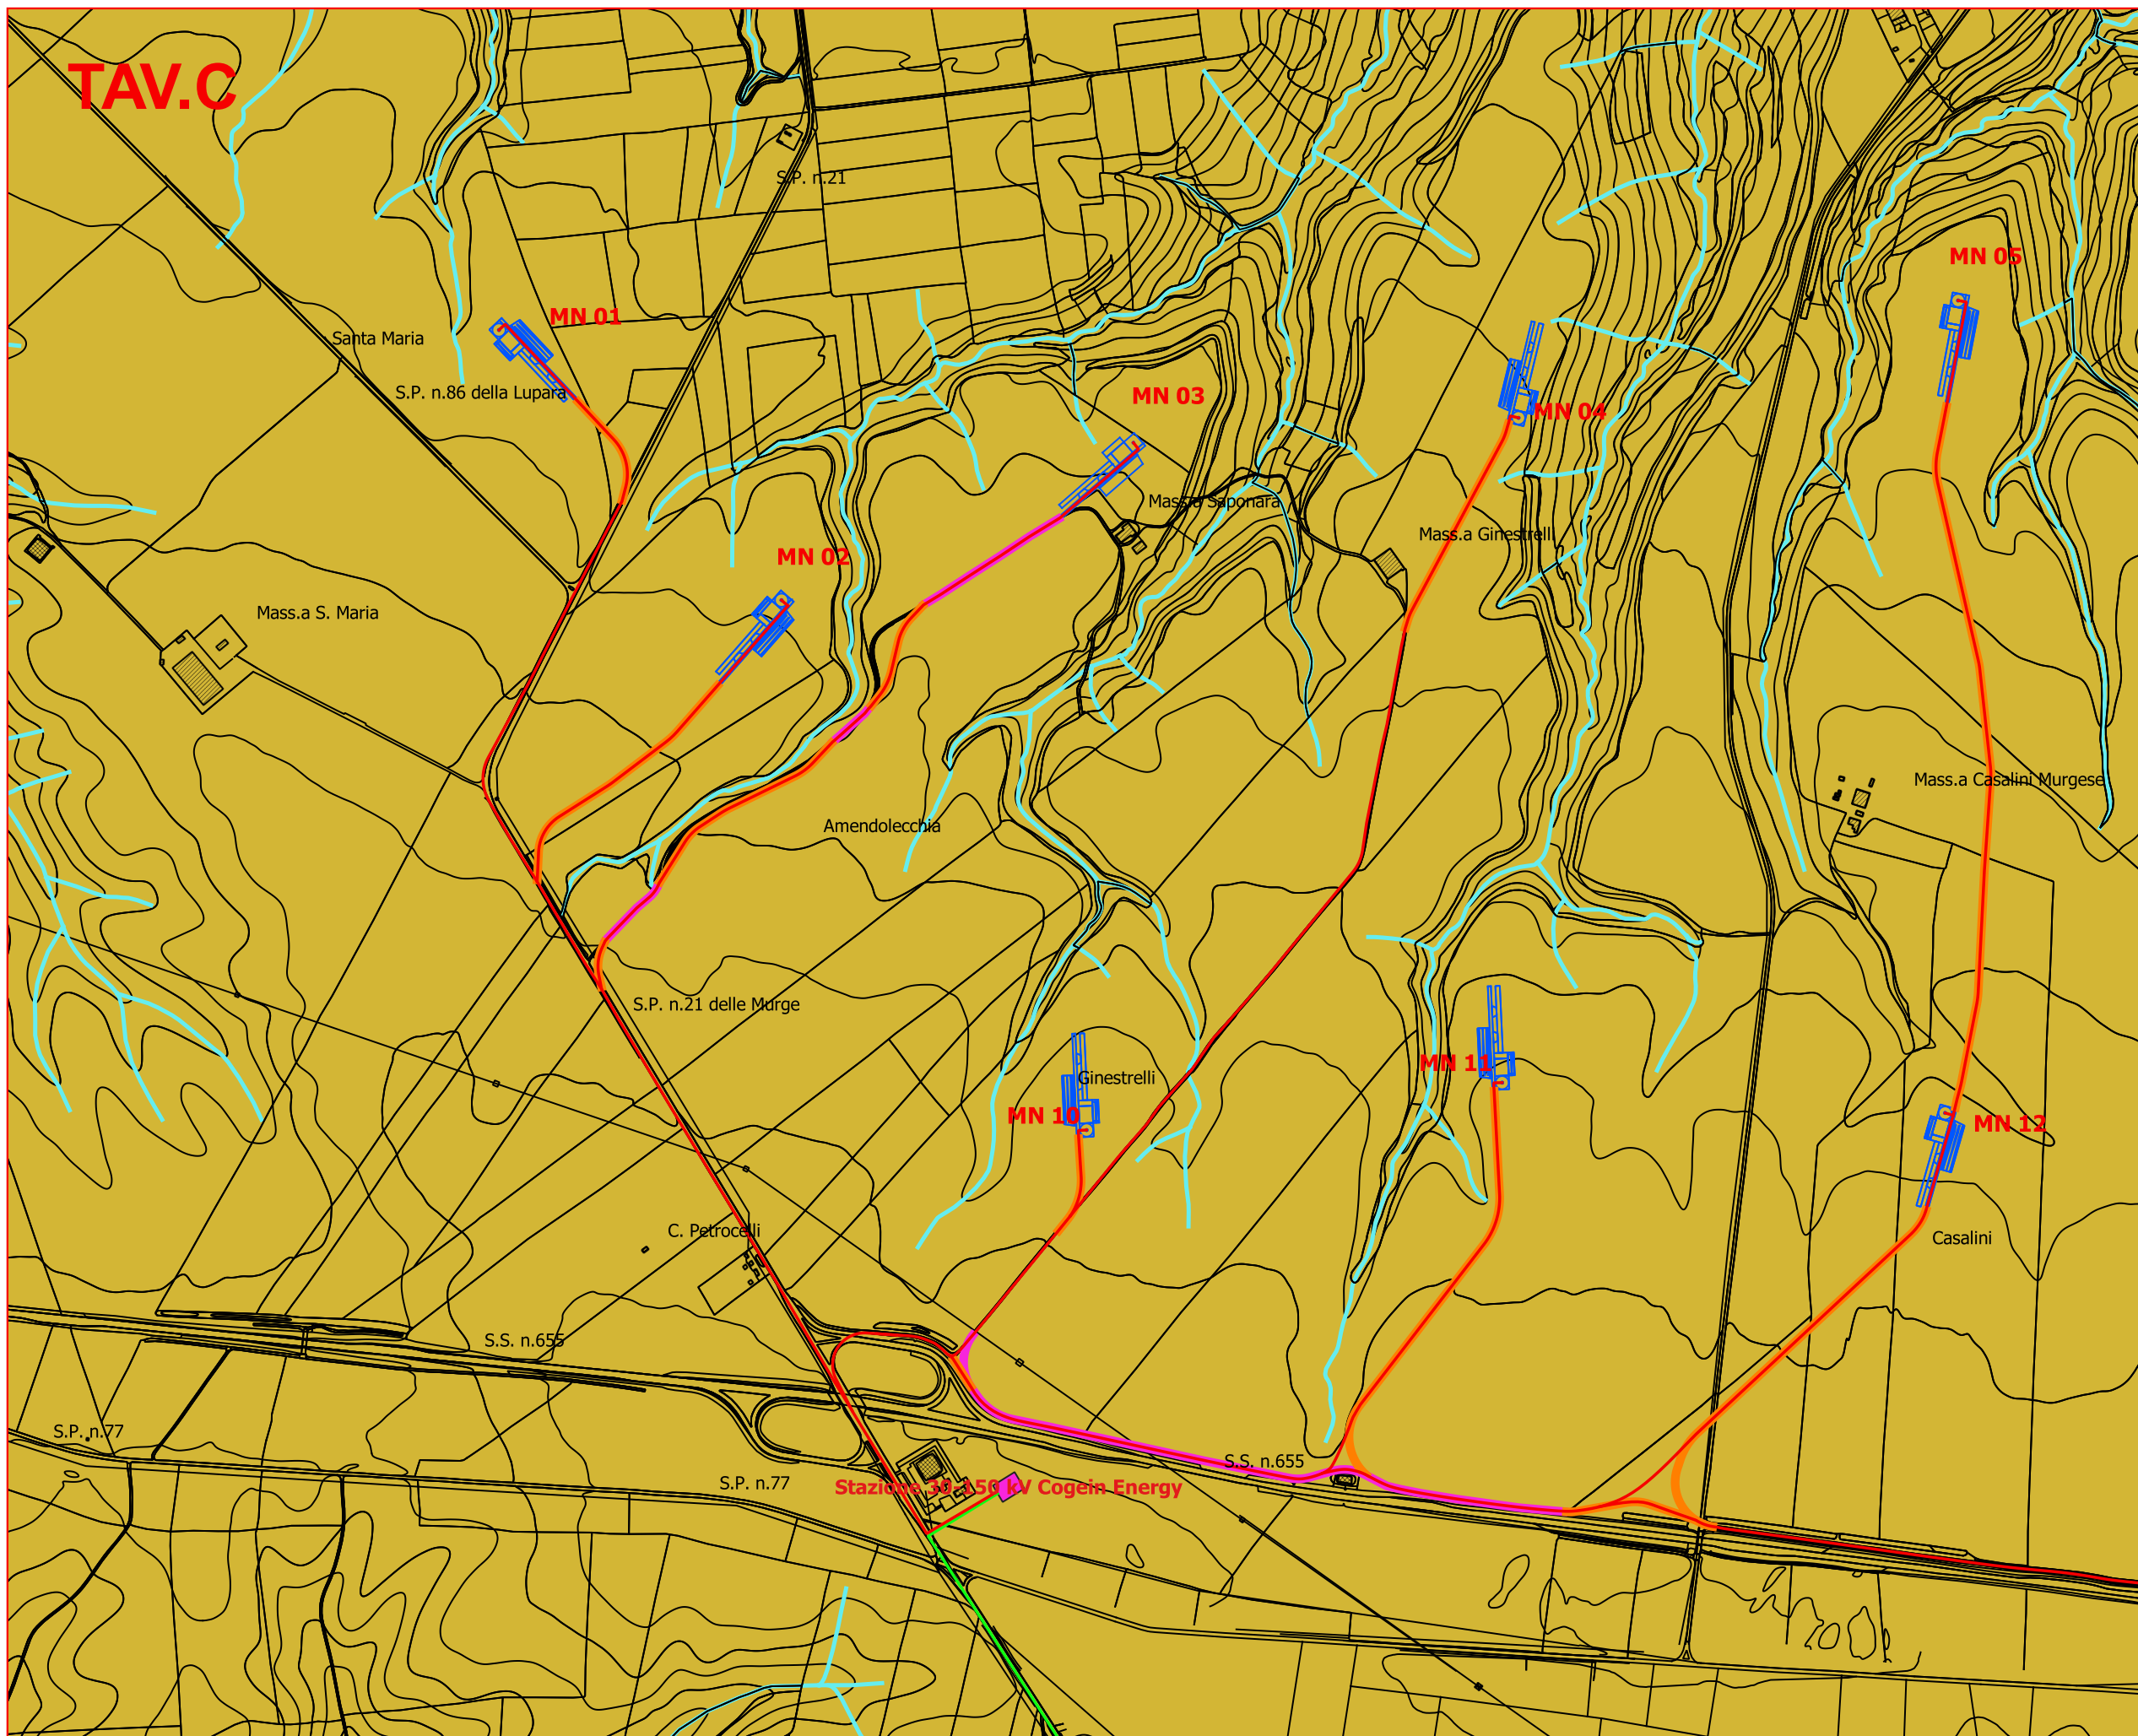 TAV.C
S.P. n.21
MN 05
MN 01
Santa Maria
S.P. n.86 della Lupara
MN 03
MN 04
Mass.a Saponara
Mass.a Ginestrelli
MN 02
Mass.a S. Maria
Mass.a Casalini Murgese
Amendolecchia
S.P. n.21 delle Murge
MN 11
Ginestrelli
MN 10
MN 12
C. Petrocelli
Casalini
S.S. n.655
S.P. n.77
S.S. n.655
S.P. n.77
Stazione 30-150 kV Cogein Energy